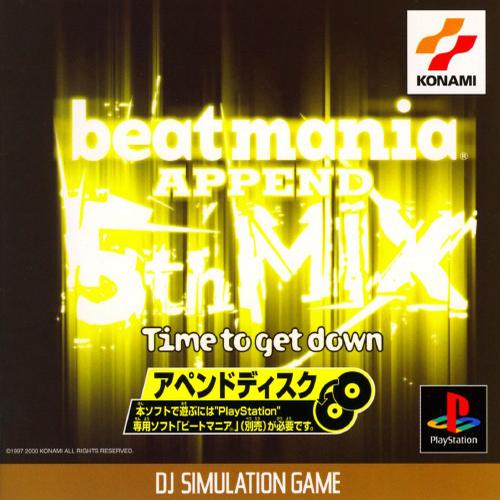 KONAMI
beatmania®
APPEND
5th MIX
Time to get down
アペンドディスク
本ソフトで遊ぶには"PlayStation"
専用ソフト「ビートマニア」(別売)が必要です。
PlayStation
©1997 2000 KONAMI ALL RIGHTS RESERVED.
DJ SIMULATION GAME